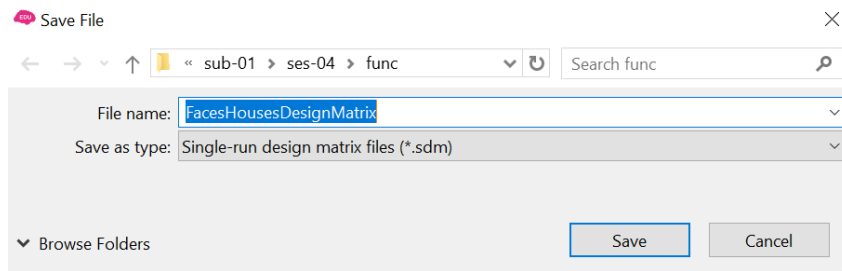 EDU Save File
« sub-01 > ses-04 > func Search func
File name: FacesHousesDesignMatrix
Save as type: Single-run design matrix files (*.sdm)
Browse Folders Save Cancel